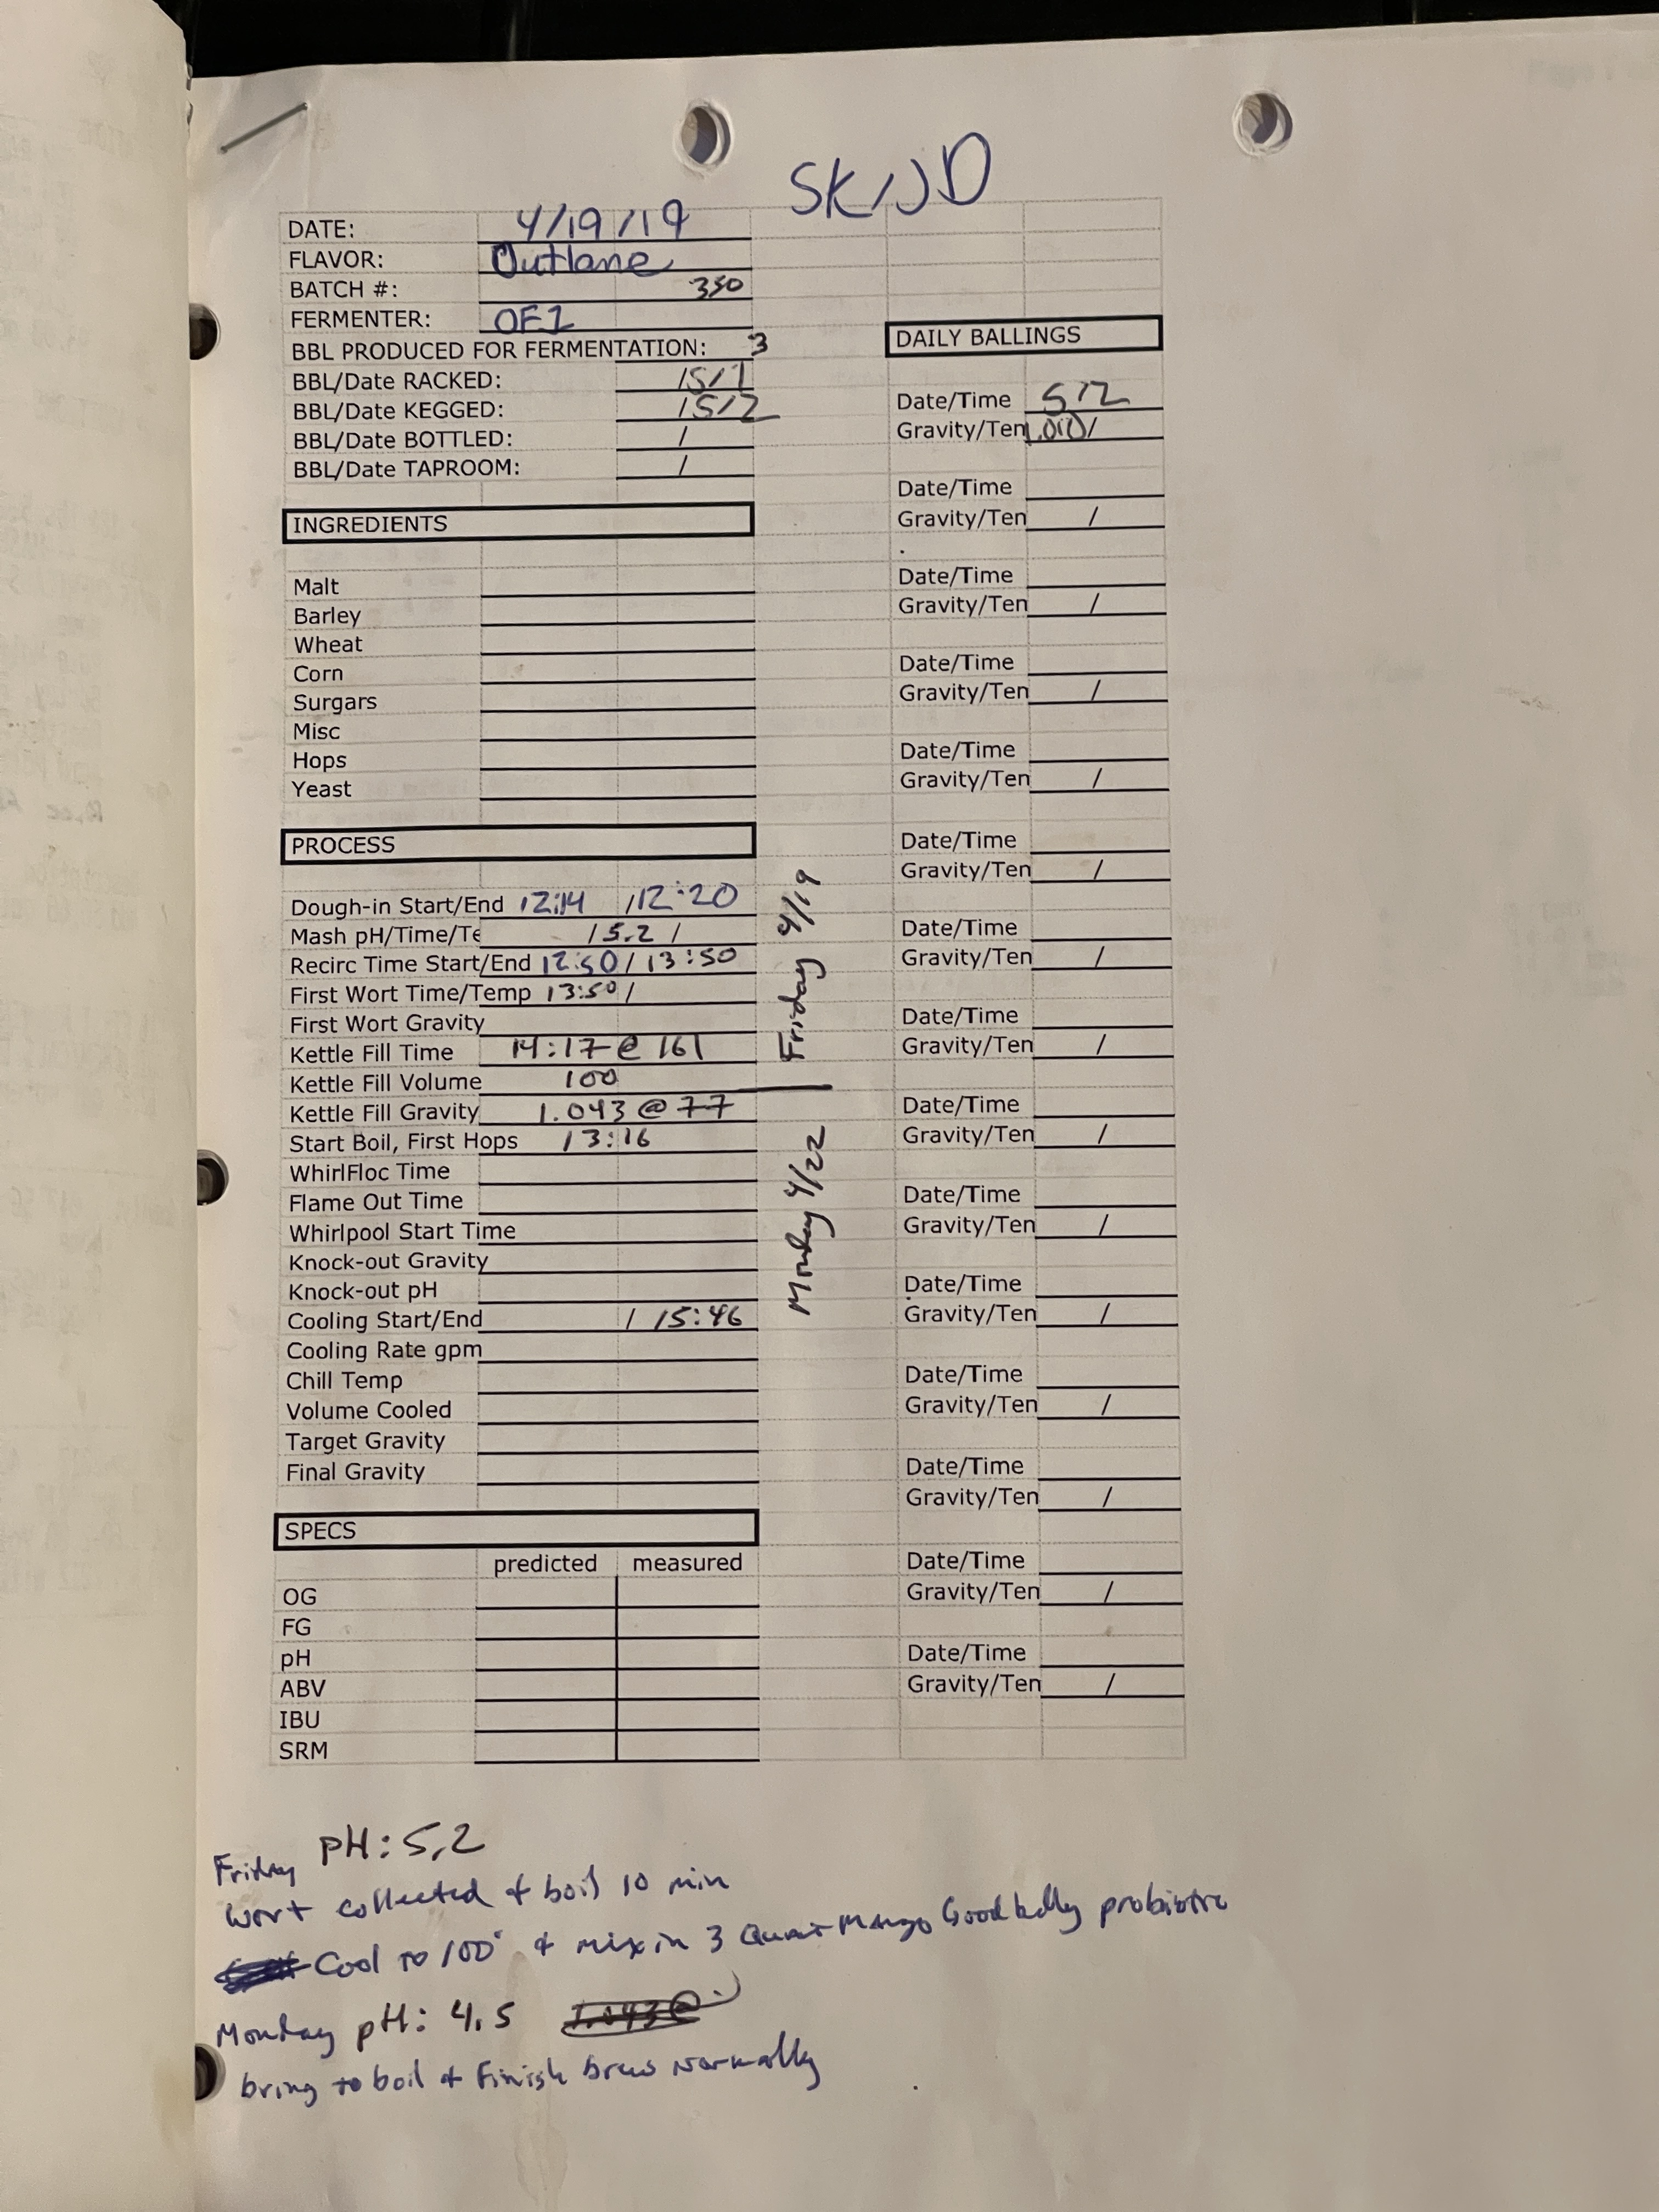 SK/JD
DATE: 4/19/19
FLAVOR: Outlane
BATCH #: 350
FERMENTER: OF1
BBL PRODUCED FOR FERMENTATION: 3
BBL/Date RACKED: /5/1
BBL/Date KEGGED: /5/2
BBL/Date BOTTLED: /
BBL/Date TAPROOM: /
INGREDIENTS
Malt
Barley
Wheat
Corn
Surgars
Misc
Hops
Yeast
PROCESS
Dough-in Start/End 12:14 /12:20
Mash pH/Time/Te /5.2 /
Recirc Time Start/End 12:50/13:50
First Wort Time/Temp 13:50/
First Wort Gravity
Kettle Fill Time 14:17 @ 161
Kettle Fill Volume 100
Kettle Fill Gravity 1.043 @ 77
Start Boil, First Hops 13:16
WhirlFloc Time
Flame Out Time
Whirlpool Start Time
Knock-out Gravity
Knock-out pH
Cooling Start/End / 15:46
Cooling Rate gpm
Chill Temp
Volume Cooled
Target Gravity
Final Gravity
Friday 4/19
Monday 4/22
SPECS
predicted measured
OG
FG
pH
ABV
IBU
SRM
DAILY BALLINGS
Date/Time 5/2
Gravity/Ten 1.010/
Date/Time
Gravity/Ten /
Date/Time
Gravity/Ten /
Date/Time
Gravity/Ten /
Date/Time
Gravity/Ten /
Date/Time
Gravity/Ten /
Date/Time
Gravity/Ten /
Date/Time
Gravity/Ten /
Date/Time
Gravity/Ten /
Date/Time
Gravity/Ten /
Date/Time
Gravity/Ten /
Date/Time
Gravity/Ten /
Date/Time
Gravity/Ten /
Date/Time
Gravity/Ten /
Date/Time
Gravity/Ten /
Friday pH: 5.2
Wort collected & boil 10 min
Cool to 100° & mix in 3 Quart Mango Goodbelly probiotic
Monday pH: 4.5 1.043@
bring to boil & Finish brew normally